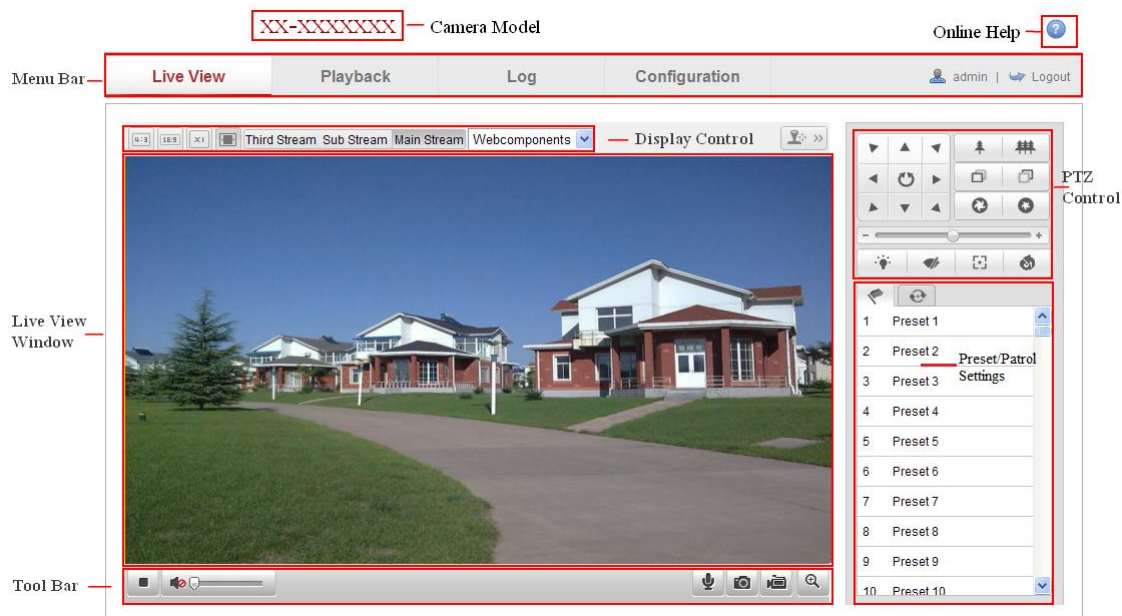 XX-XXXXXXX
Camera Model
Online Help
?
Menu Bar
Live View
Playback
Log
Configuration
admin | Logout
4:3
16:9
X1
Third Stream Sub Stream Main Stream Webcomponents
Display Control
PTZ
Control
Live View
Window
1 Preset 1
2 Preset 2
3 Preset 3
4 Preset 4
5 Preset 5
6 Preset 6
7 Preset 7
8 Preset 8
9 Preset 9
10 Preset 10
Preset/Patrol
Settings
Tool Bar